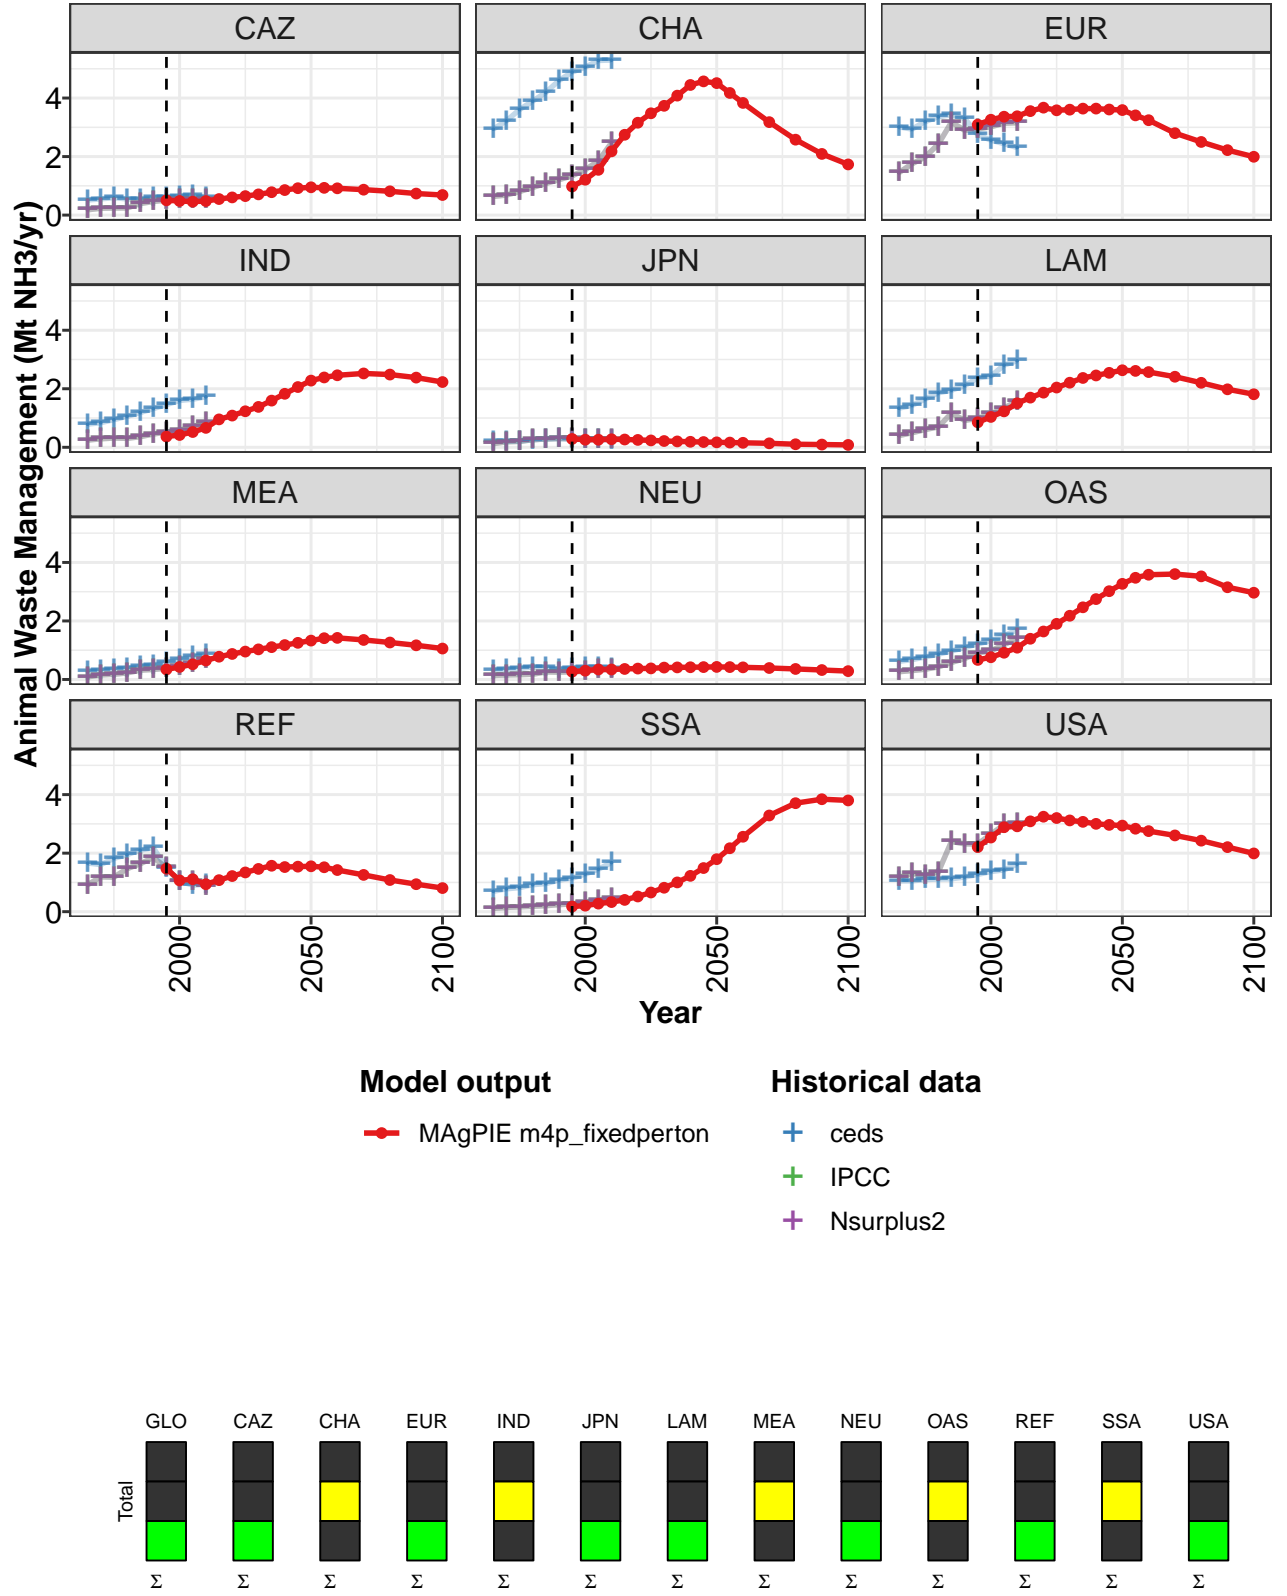 CAZ CHA EUR
4
2
0
IND JPN LAM
4
2
0
MEA NEU OAS
4
2
0
REF SSA USA
4
2
0
2000 2050 2100 2000 2050 2100 2000 2050 2100
Animal Waste Management (Mt NH3/yr)
Year
Model output
MAgPIE m4p_fixedperton
Historical data
ceds
IPCC
Nsurplus2
GLO CAZ CHA EUR IND JPN LAM MEA NEU OAS REF SSA USA
Total
Σ Σ Σ Σ Σ Σ Σ Σ Σ Σ Σ Σ Σ